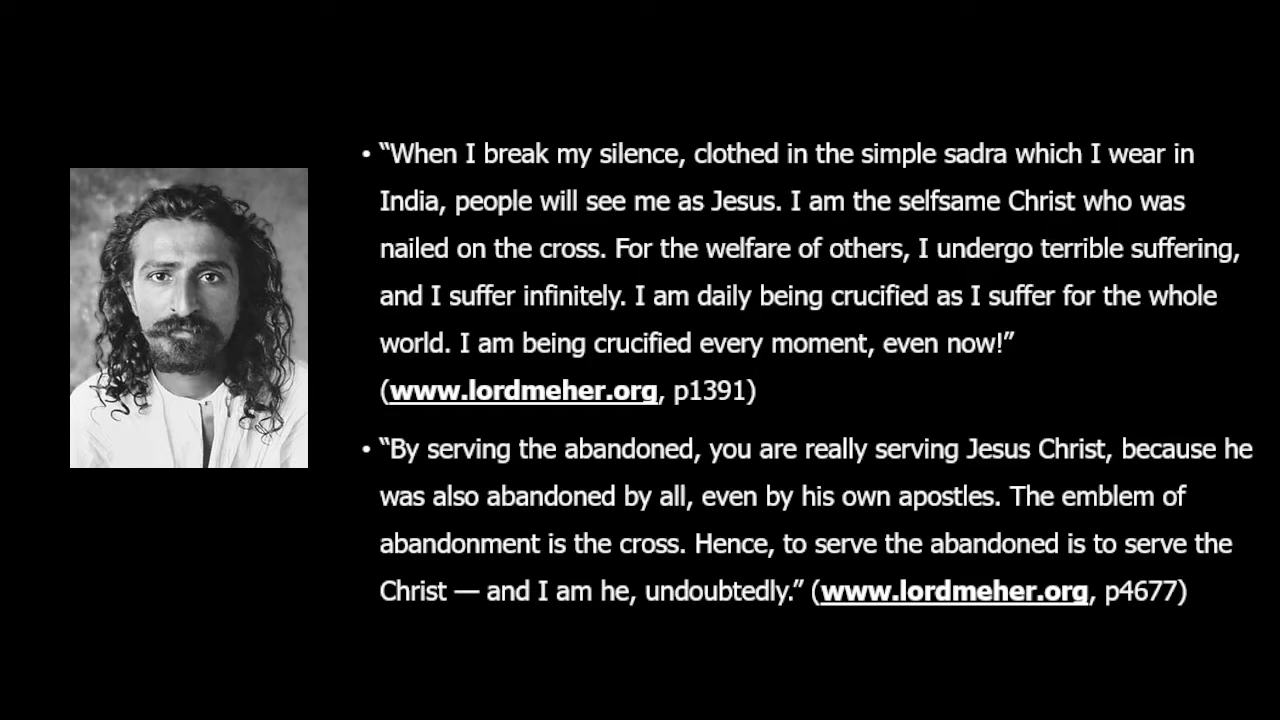 • “When I break my silence, clothed in the simple sadra which I wear in
India, people will see me as Jesus. I am the selfsame Christ who was
nailed on the cross. For the welfare of others, I undergo terrible suffering,
and I suffer infinitely. I am daily being crucified as I suffer for the whole
world. I am being crucified every moment, even now!”
(www.lordmeher.org, p1391)
• “By serving the abandoned, you are really serving Jesus Christ, because he
was also abandoned by all, even by his own apostles. The emblem of
abandonment is the cross. Hence, to serve the abandoned is to serve the
Christ — and I am he, undoubtedly.” (www.lordmeher.org, p4677)